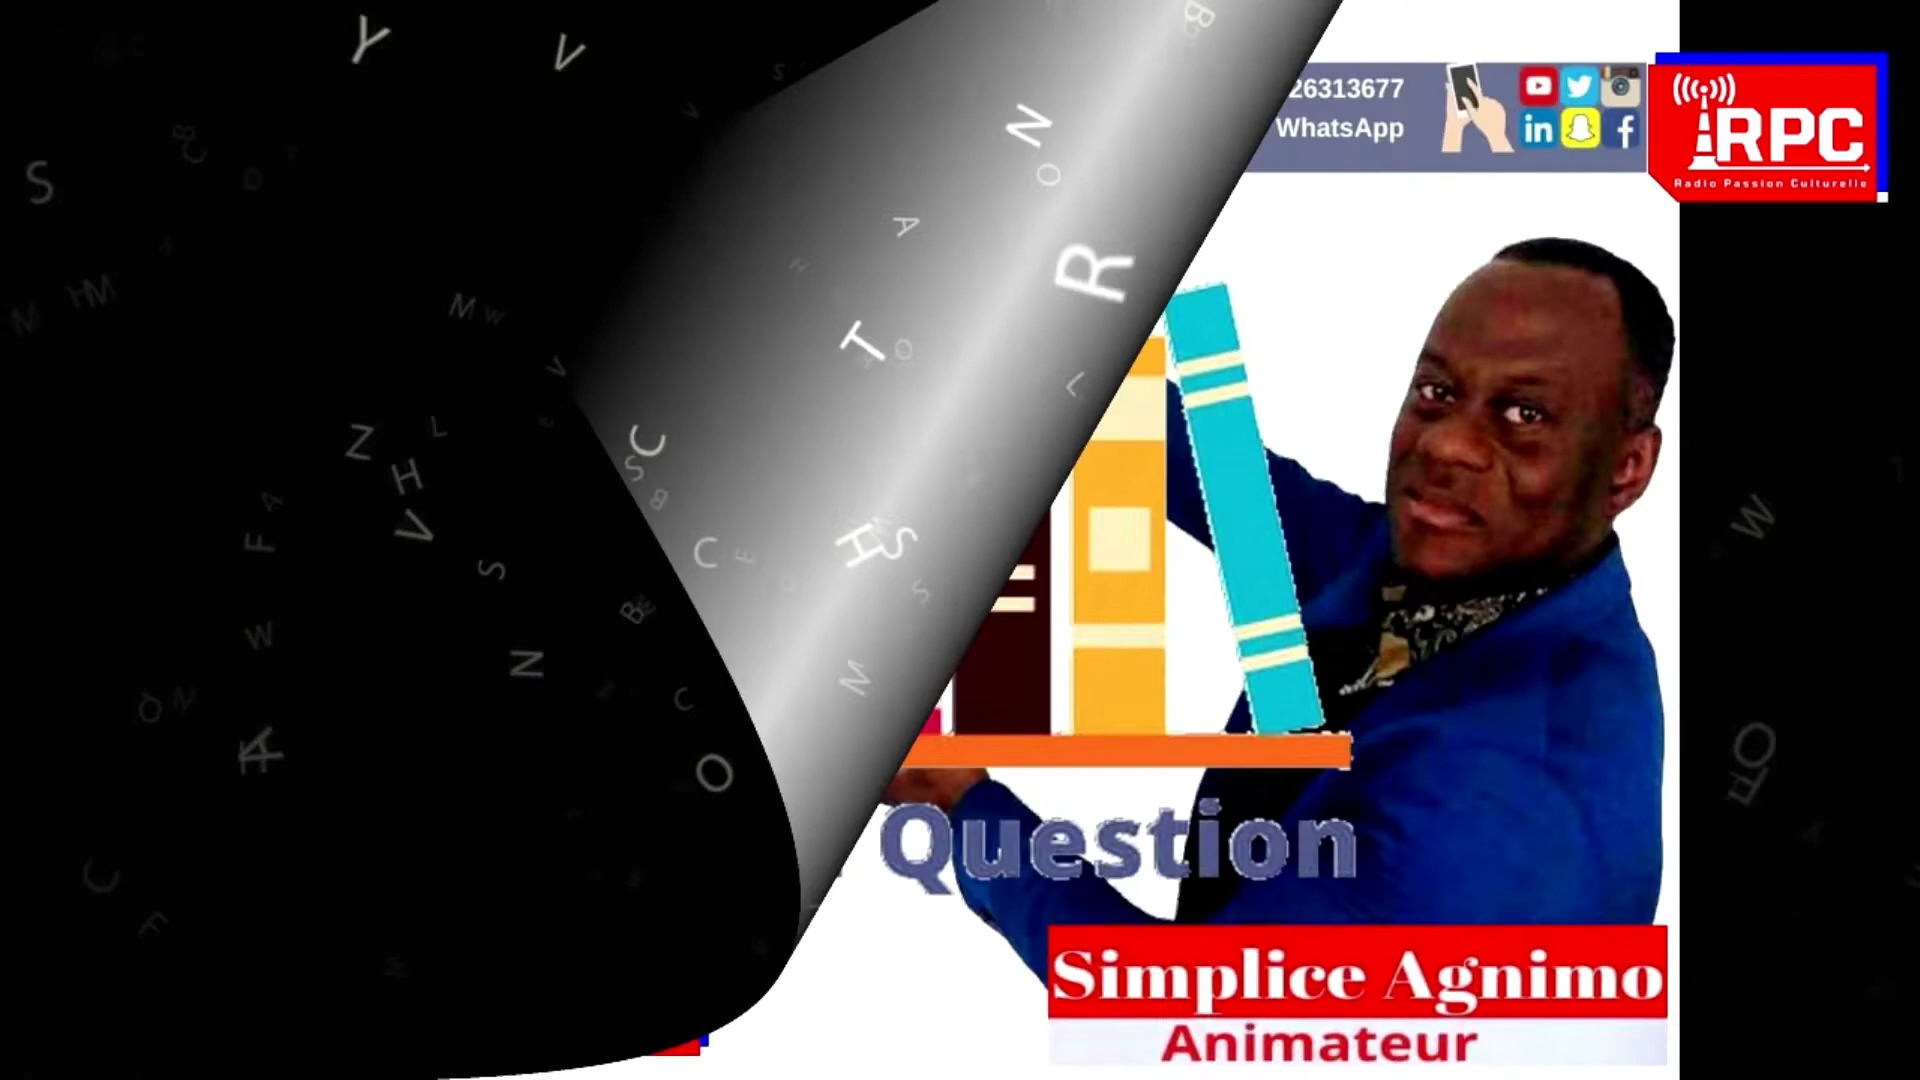 26313677
WhatsApp
RPC
Radio Passion Culturelle
Question
Simplice Agnimo
Animateur